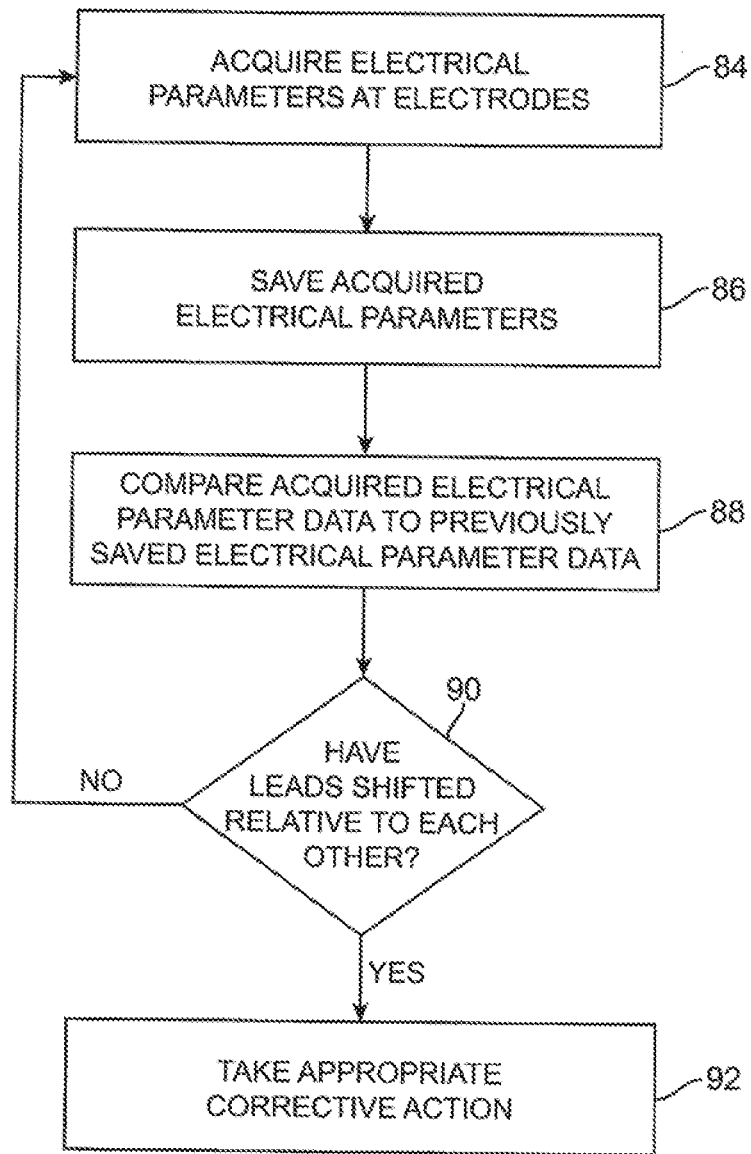 ACQUIRE ELECTRICAL
PARAMETERS AT ELECTRODES
84
SAVE ACQUIRED
ELECTRICAL PARAMETERS
86
COMPARE ACQUIRED ELECTRICAL
PARAMETER DATA TO PREVIOUSLY
SAVED ELECTRICAL PARAMETER DATA
88
90
HAVE
LEADS SHIFTED
RELATIVE TO EACH
OTHER?
NO
YES
TAKE APPROPRIATE
CORRECTIVE ACTION
92